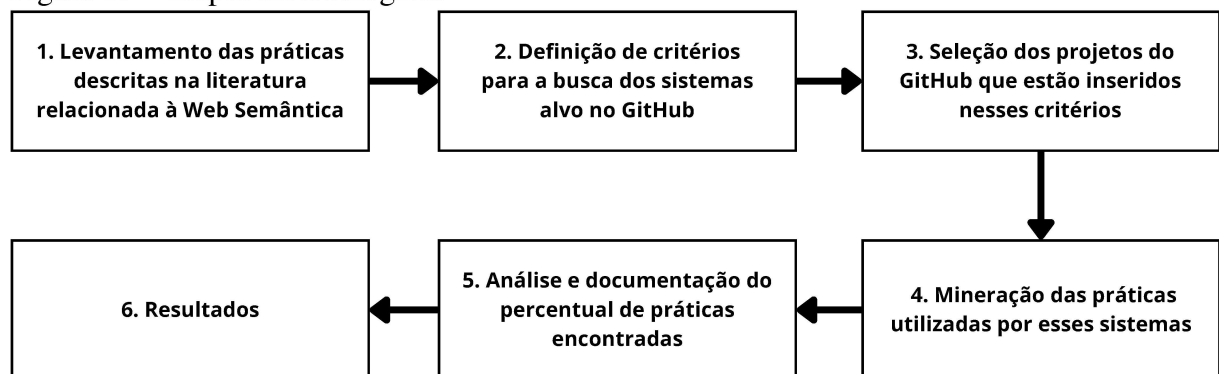 1. Levantamento das práticas
descritas na literatura
relacionada à Web Semântica
2. Definição de critérios
para a busca dos sistemas
alvo no GitHub
3. Seleção dos projetos do
GitHub que estão inseridos
nesses critérios
4. Mineração das práticas
utilizadas por esses sistemas
5. Análise e documentação do
percentual de práticas
encontradas
6. Resultados